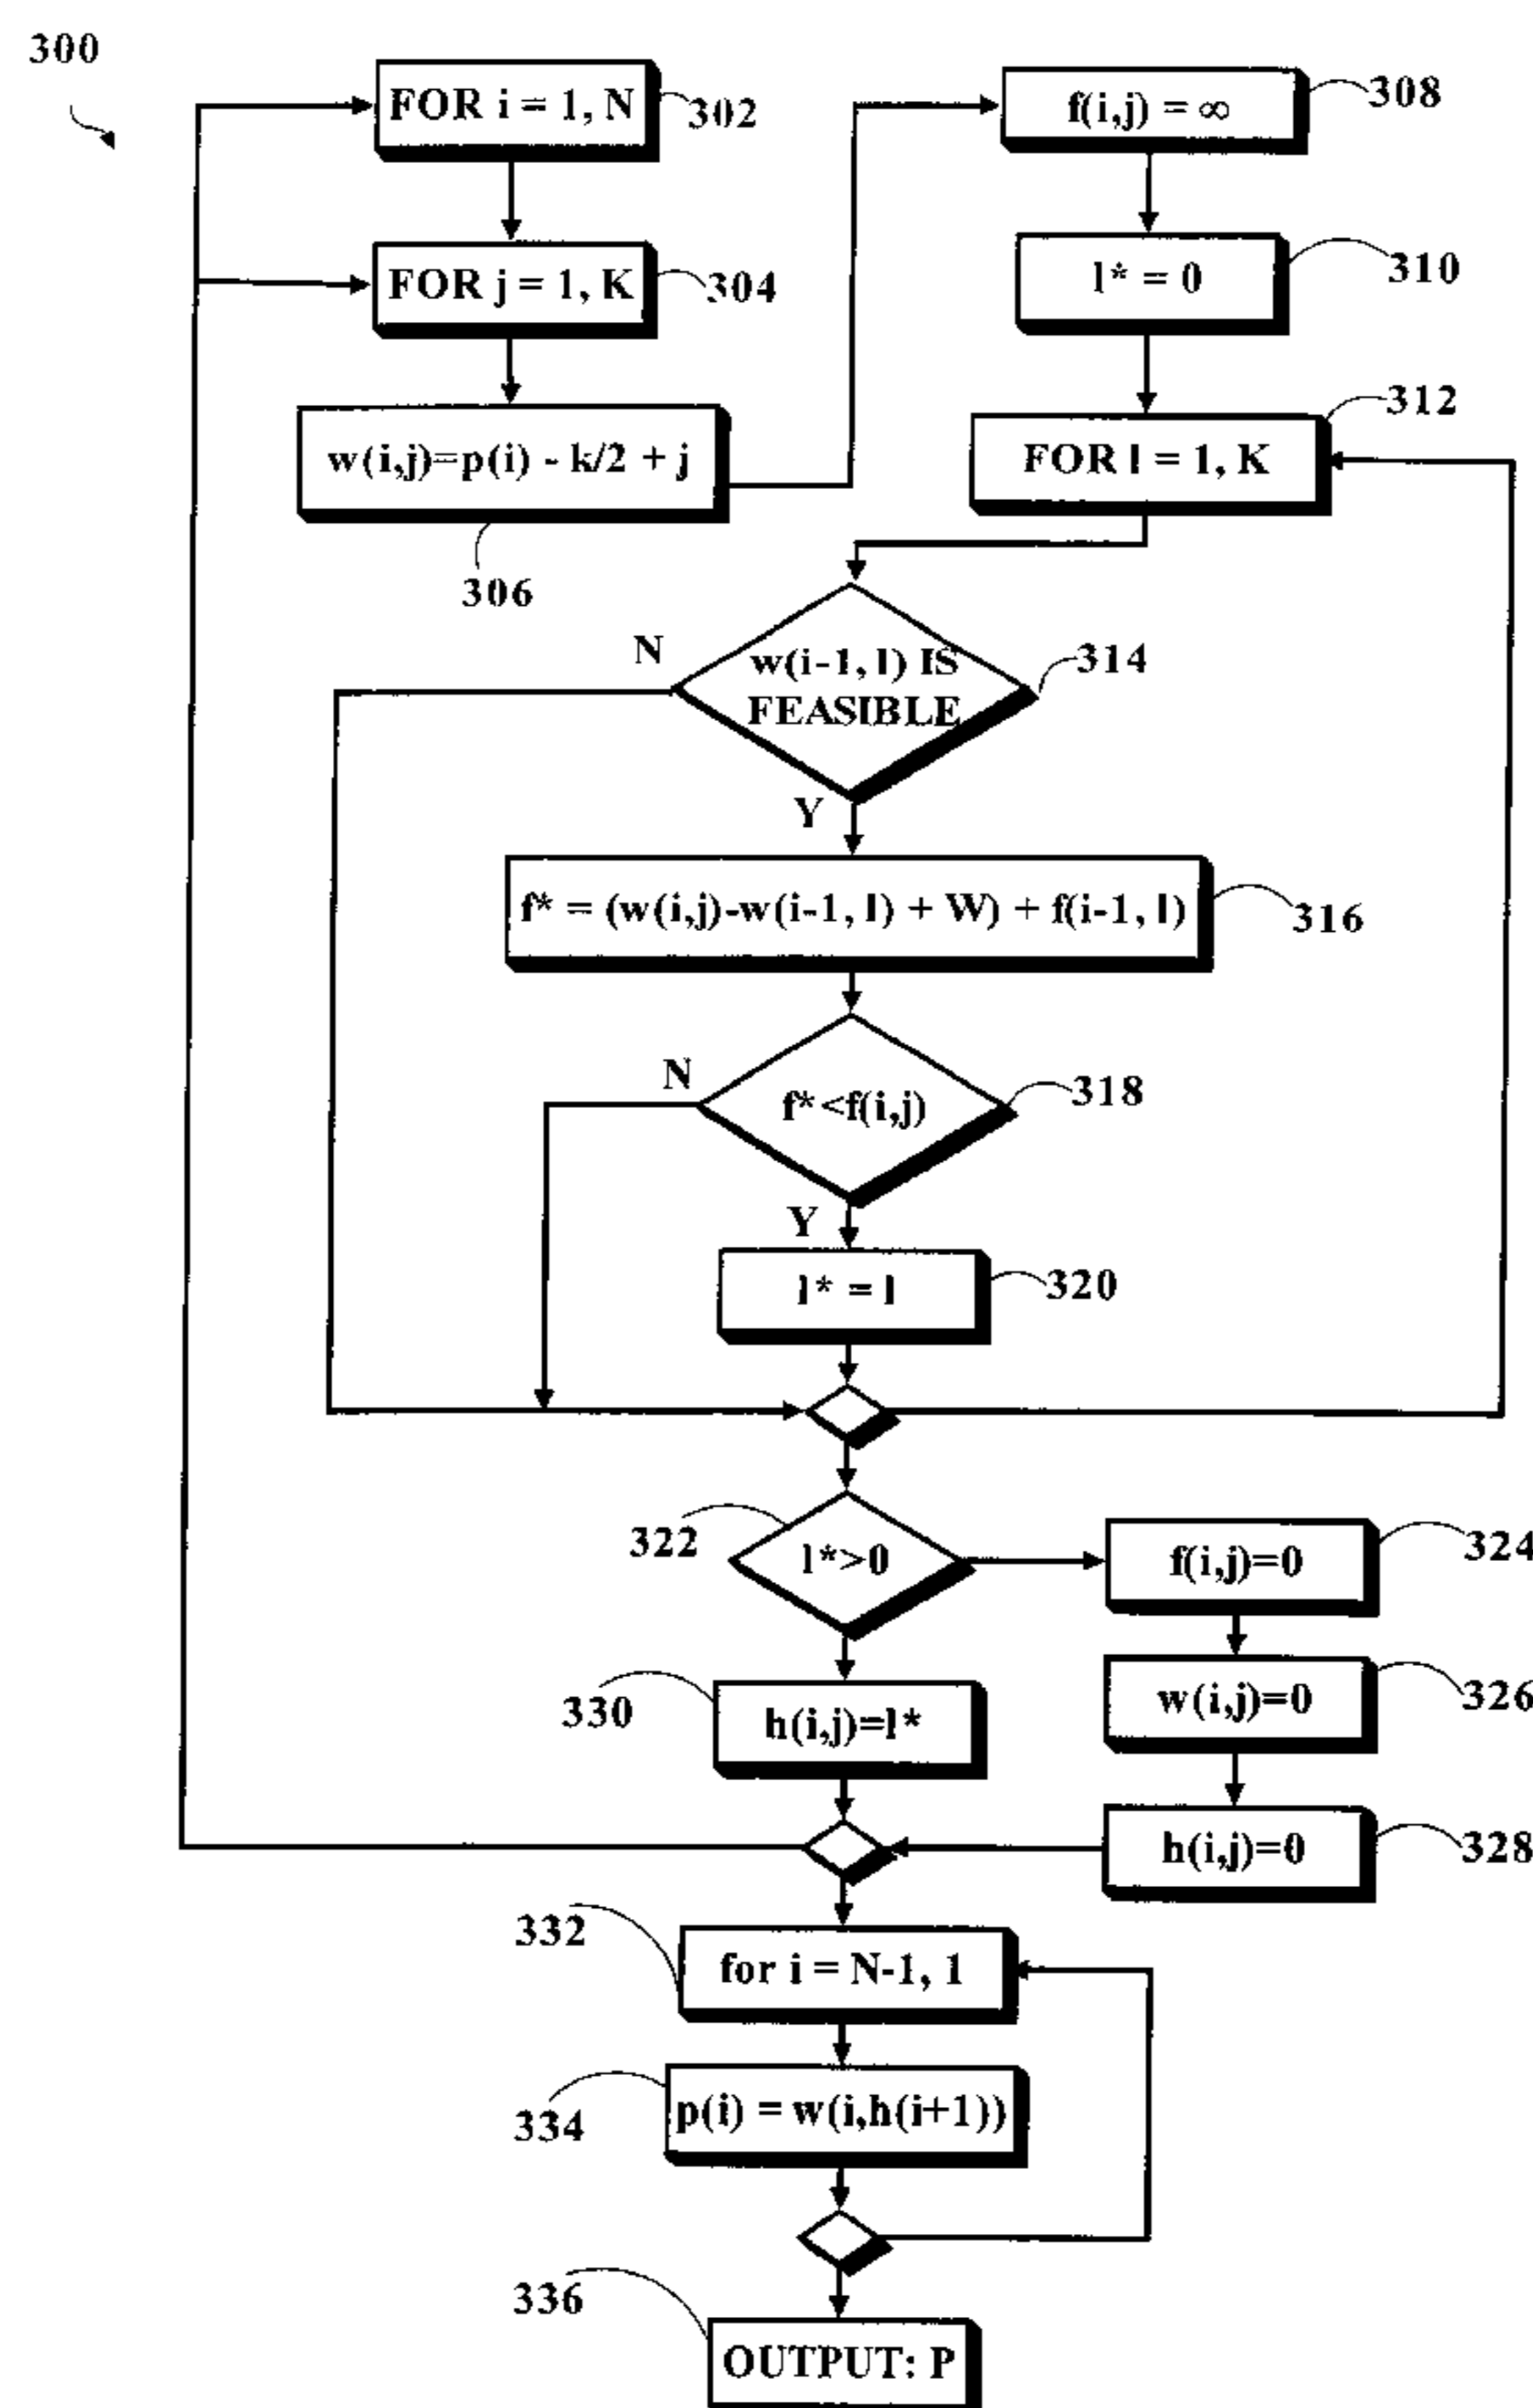 300
FOR i = 1, N
302
FOR j = 1, K
304
w(i,j)=p(i) - k/2 + j
306
f(i,j) = ∞
308
l* = 0
310
312
FOR l = 1, K
N
w(i-1, l) IS
FEASIBLE
314
Y
f* = (w(i,j)-w(i-1, l) + W) + f(i-1, l)
316
N
f*<f(i,j)
318
Y
l* = l
320
322
l*>0
f(i,j)=0
324
w(i,j)=0
326
330
h(i,j)=l*
h(i,j)=0
328
332
for i = N-1, 1
334
p(i) = w(i,h(i+1))
336
OUTPUT: P